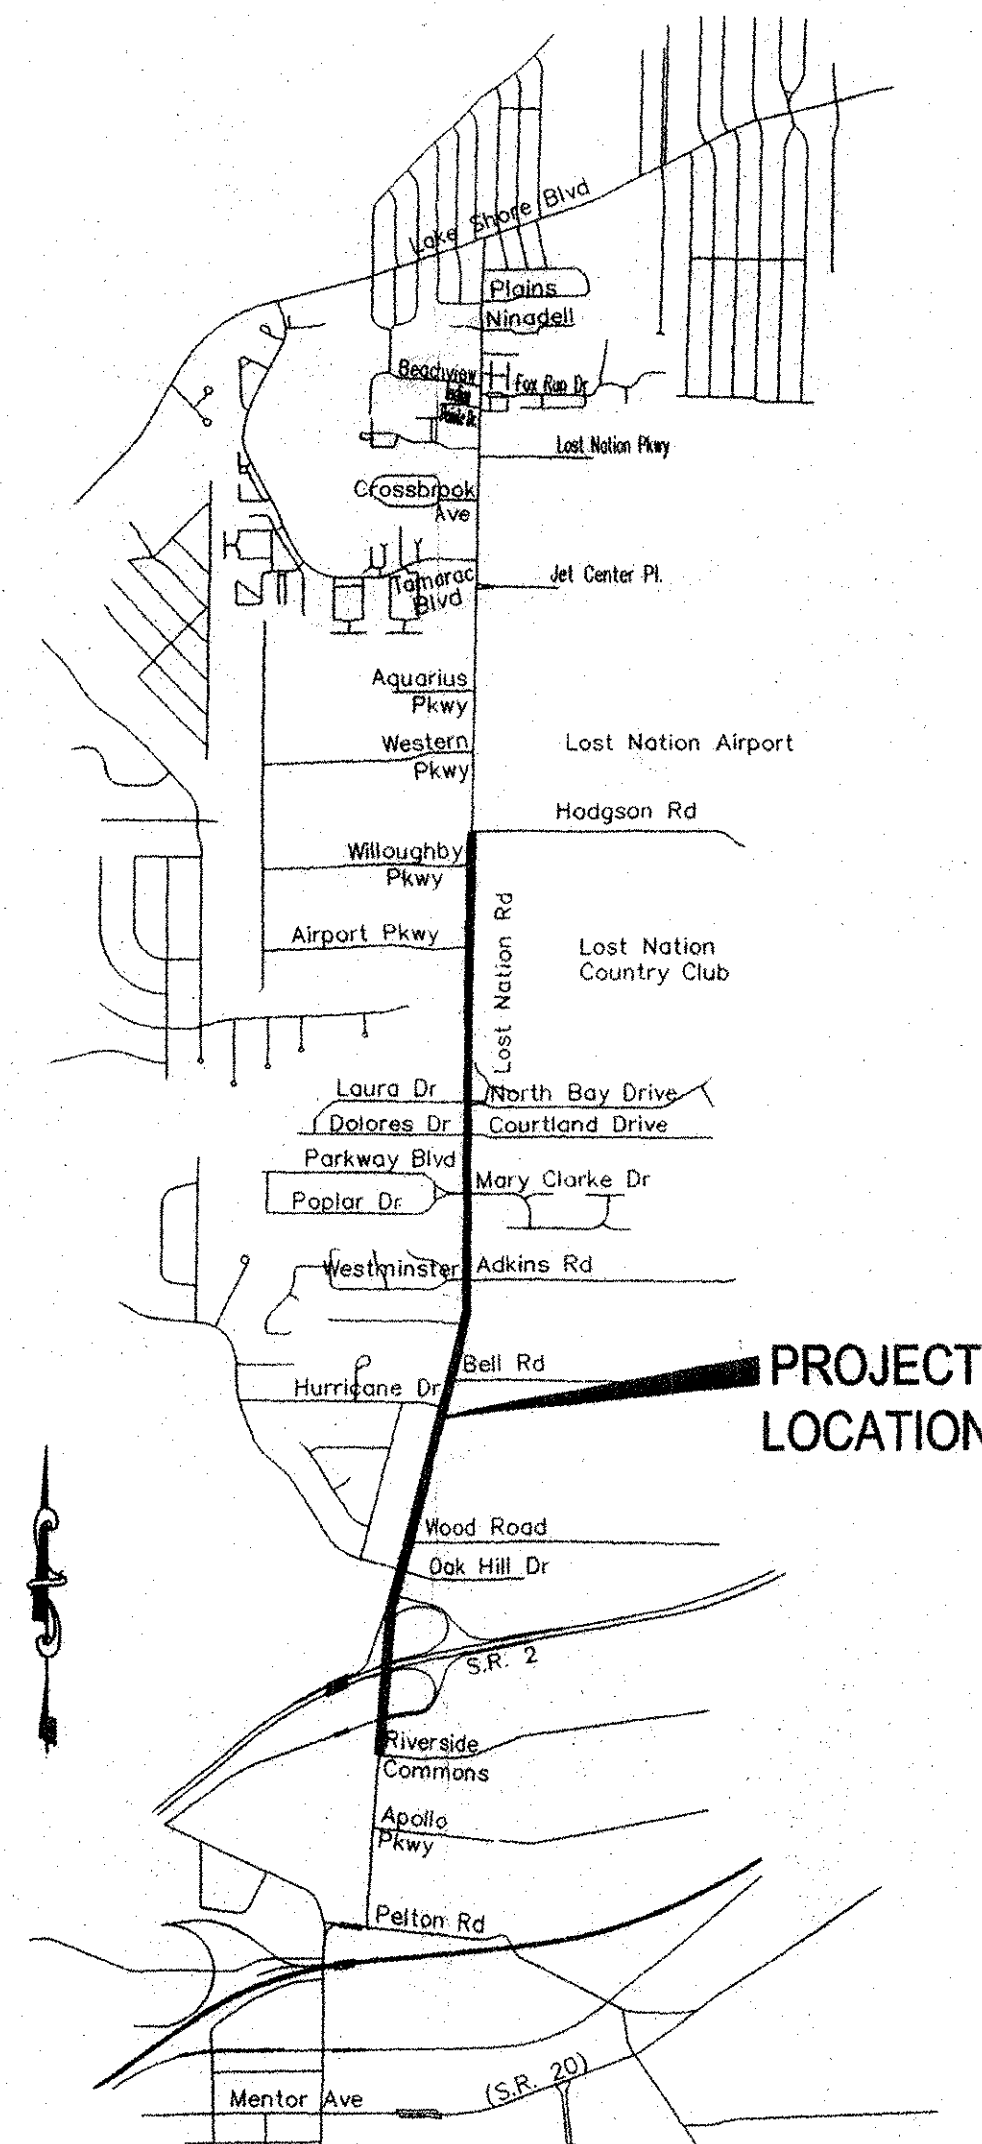 Lake Shore Blvd
Plains
Ninadell
Beachview
Fox Run Dr
Lost Nation Pkwy
Crossbrook
Ave
Jet Center Pl.
Tamarac
Blvd
Aquarius
Pkwy
Western
Pkwy
Lost Nation Airport
Hodgson Rd
Willoughby
Pkwy
Lost Nation Rd
Airport Pkwy
Lost Nation
Country Club
Laura Dr
North Bay Drive
Dolores Dr
Courtland Drive
Parkway Blvd
Mary Clarke Dr
Poplar Dr
Westminster
Adkins Rd
Bell Rd
PROJECT
LOCATION
Hurricane Dr
Wood Road
Oak Hill Dr
S.R. 2
Riverside
Commons
Apollo
Pkwy
Pelton Rd
(S.R. 20)
Mentor Ave